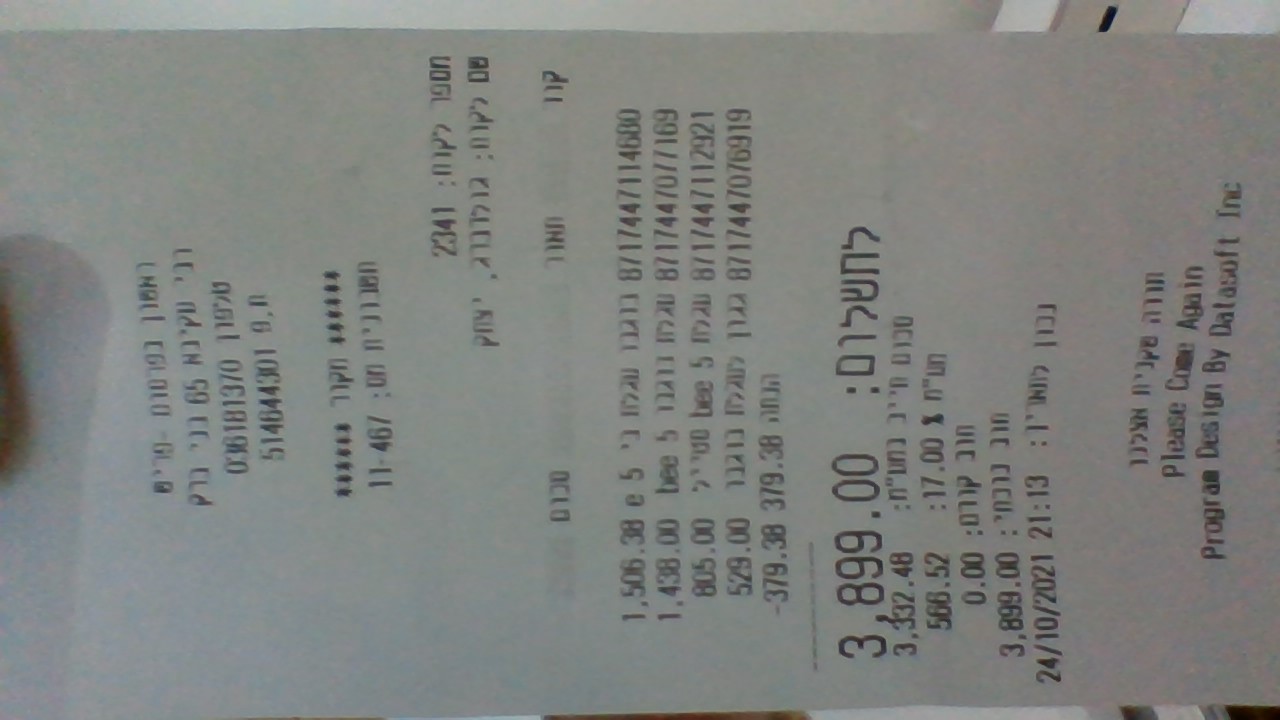 ראשון בפרסום -פריש
רבי עקיבא 65 בני ברק
טלפון 036181370
ח.פ 514644301
****** מקור ******
חשבונית מס: 11-467
מספר לקוח: 2341
שם לקוח: גולדברג, יצחק
קוד תאור סכום
8717447114680 בוגבו עגלת בי 5 e 1,506.38
8717447077169 עגלת בוגבו bee 5 1,438.00
8717447112921 עגלת bee 5 סטייל 805.00
8717447076919 גגון לעגלת בוגבו 529.00
הנחה 379.38 -379.38
לתשלום: 3,899.00
סכום חייב במע"מ: 3,332.48
מע"מ % 17.00: 566.52
חוב קודם: 0.00
חוב נוכחי: 3,899.00
נכון לתאריך: 24/10/2021 21:13
תודה שקנית אצלנו
Please Come Again
Program Design By Datasoft Inc